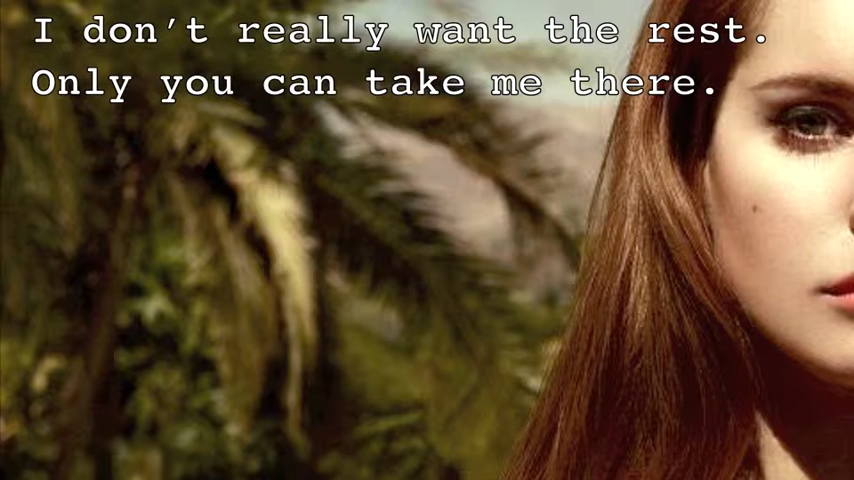 I don’t really want the rest.
Only you can take me there.